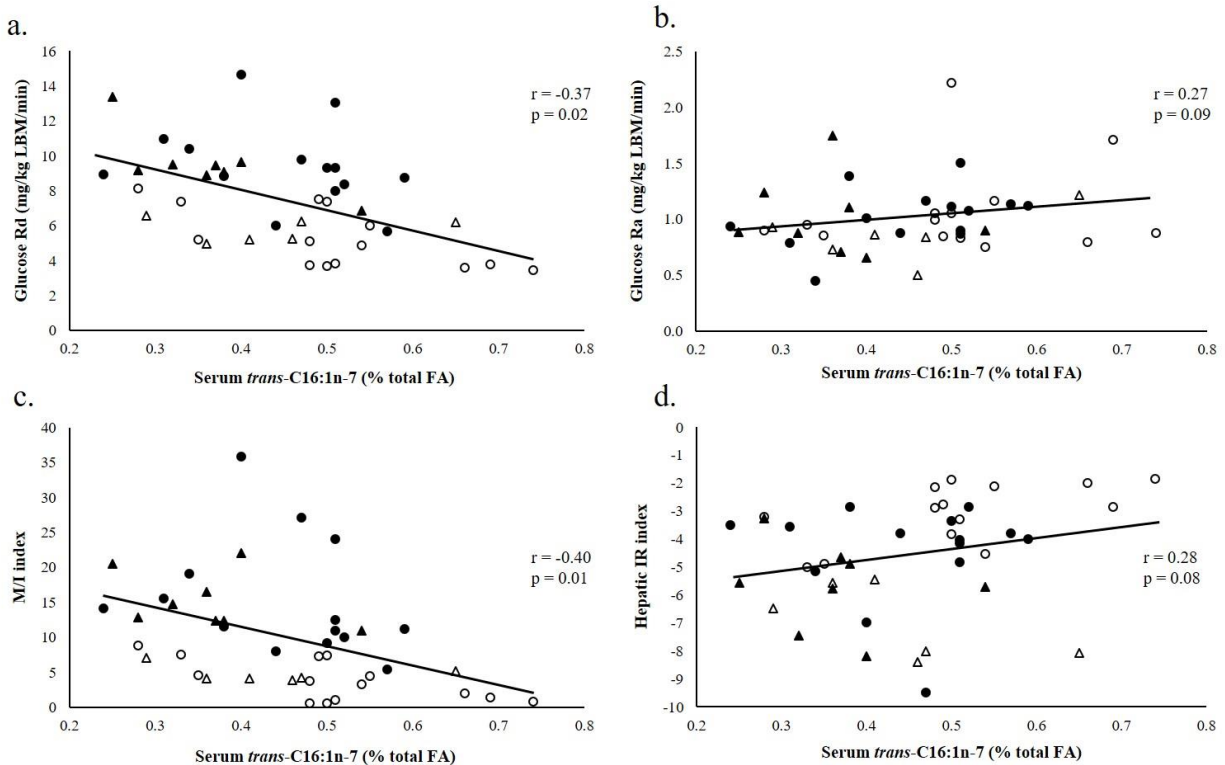 a.
16
14
12
10
8
6
4
2
0
0.2 0.3 0.4 0.5 0.6 0.7 0.8
Glucose Rd (mg/kg LBM/min)
Serum trans-C16:1n-7 (% total FA)
r = -0.37
p = 0.02
b.
2.5
2.0
1.5
1.0
0.5
0.0
0.2 0.3 0.4 0.5 0.6 0.7 0.8
Glucose Ra (mg/kg LBM/min)
Serum trans-C16:1n-7 (% total FA)
r = 0.27
p = 0.09
c.
40
35
30
25
20
15
10
5
0
0.2 0.3 0.4 0.5 0.6 0.7 0.8
M/I index
Serum trans-C16:1n-7 (% total FA)
r = -0.40
p = 0.01
d.
0
-1
-2
-3
-4
-5
-6
-7
-8
-9
-10
0.2 0.3 0.4 0.5 0.6 0.7 0.8
Hepatic IR index
Serum trans-C16:1n-7 (% total FA)
r = 0.28
p = 0.08